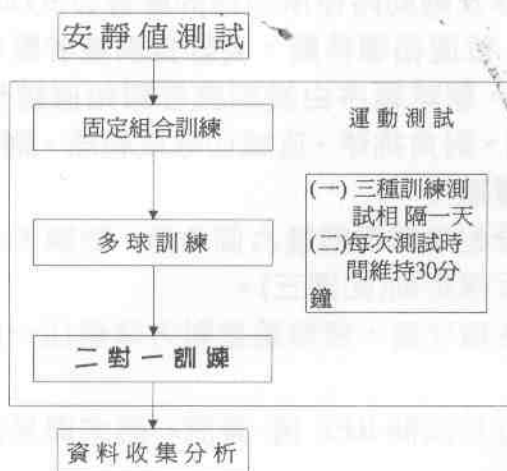 安靜值測試
固定組合訓練
多球訓練
二對一訓練
資料收集分析
運動測試
(一) 三種訓練測
試相 隔一天
(二)每次測試時
間維持30分
鐘